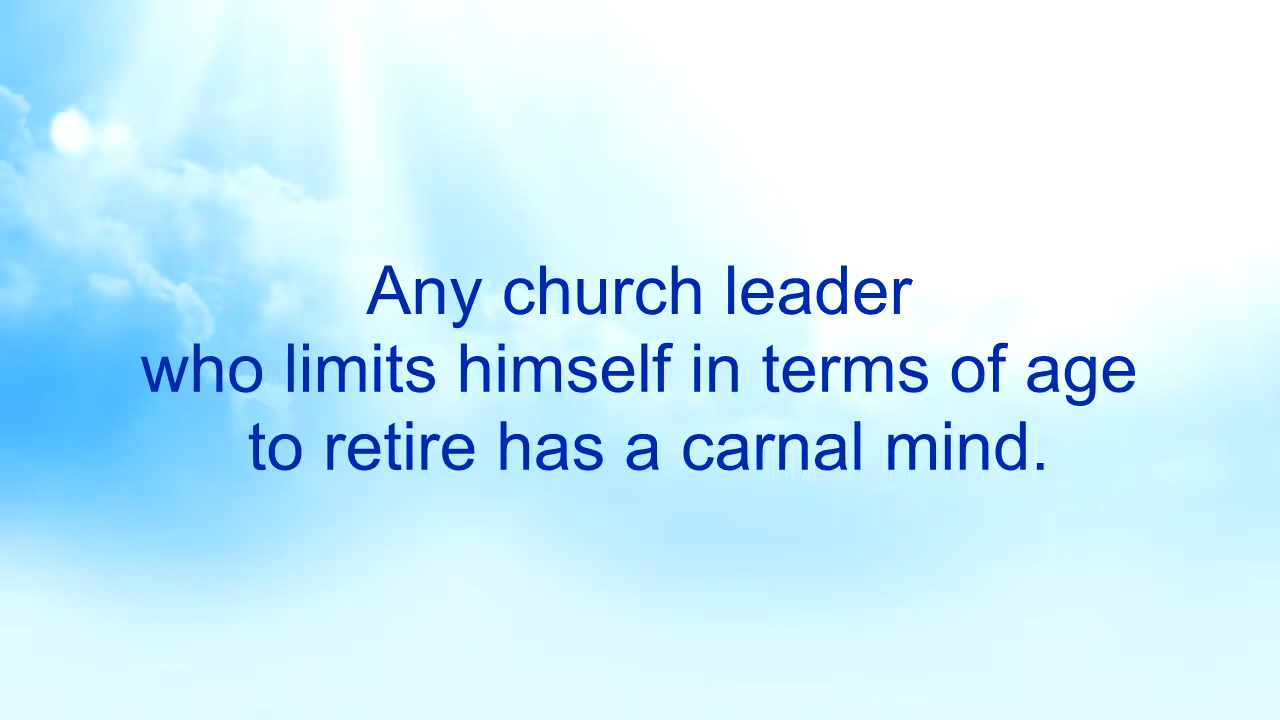 Any church leader
who limits himself in terms of age
to retire has a carnal mind.